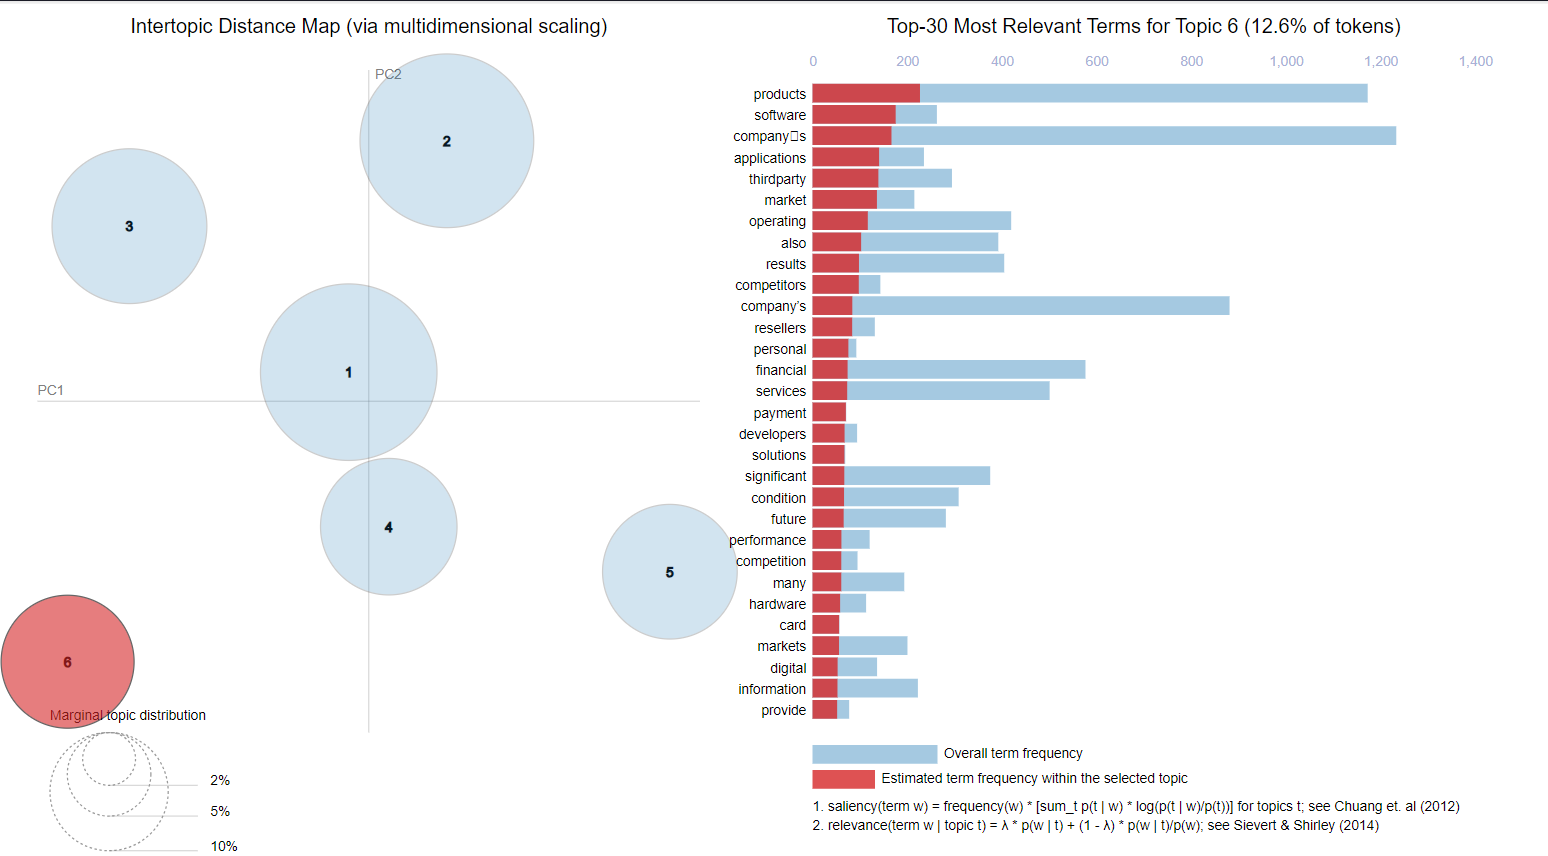 Intertopic Distance Map (via multidimensional scaling)
PC2
2
3
1
PC1
4
5
6
Marginal topic distribution
2%
5%
10%
Top-30 Most Relevant Terms for Topic 6 (12.6% of tokens)
0 200 400 600 800 1,000 1,200 1,400
products
software
company□s
applications
thirdparty
market
operating
also
results
competitors
company's
resellers
personal
financial
services
payment
developers
solutions
significant
condition
future
performance
competition
many
hardware
card
markets
digital
information
provide
Overall term frequency
Estimated term frequency within the selected topic
1. saliency(term w) = frequency(w) * [sum_t p(t | w) * log(p(t | w)/p(t))] for topics t; see Chuang et. al (2012)
2. relevance(term w | topic t) = λ * p(w | t) + (1 - λ) * p(w | t)/p(w); see Sievert & Shirley (2014)